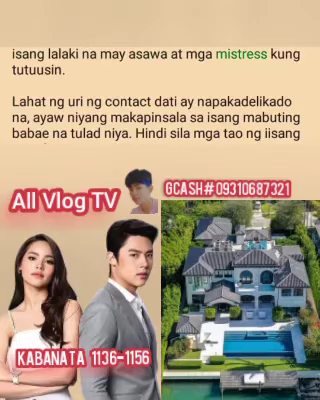 isang lalaki na may asawa at mga mistress kung
tutuusin.
Lahat ng uri ng contact dati ay napakadelikado
na, ayaw niyang makapinsala sa isang mabuting
babae na tulad niya. Hindi sila mga tao ng iisang
All Vlog TV
GCASH#09310687321
KABANATA 1136-1156